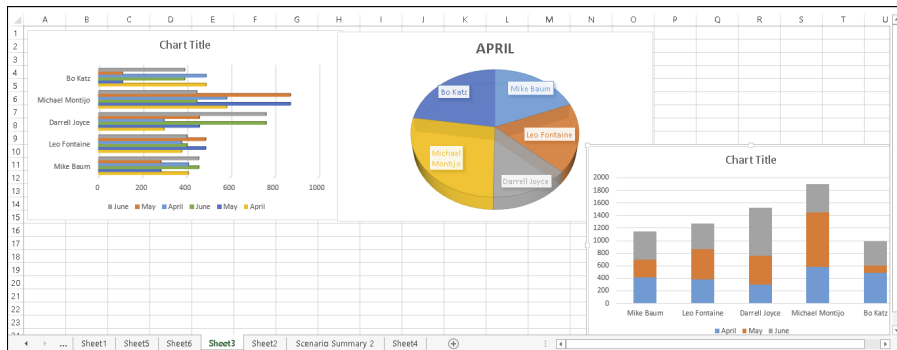 A B C D E F G H I J K L M N O P Q R S T U
1
2
3
4
5
6
7
8
9
10
11
12
13
14
15
16
17
18
19
20
21
22
23
Chart Title
Bo Katz
Michael Montijo
Darrell Joyce
Leo Fontaine
Mike Baum
0 200 400 600 800 1000
June May April June May April
APRIL
Bo Katz
Mike Baum
Leo Fontaine
Michael
Montijo
Darrell Joyce
Chart Title
2000
1800
1600
1400
1200
1000
800
600
400
200
0
Mike Baum Leo Fontaine Darrell Joyce Michael Montijo Bo Katz
April May June
... Sheet1 Sheet5 Sheet6 Sheet3 Sheet2 Scenario Summary 2 Sheet4